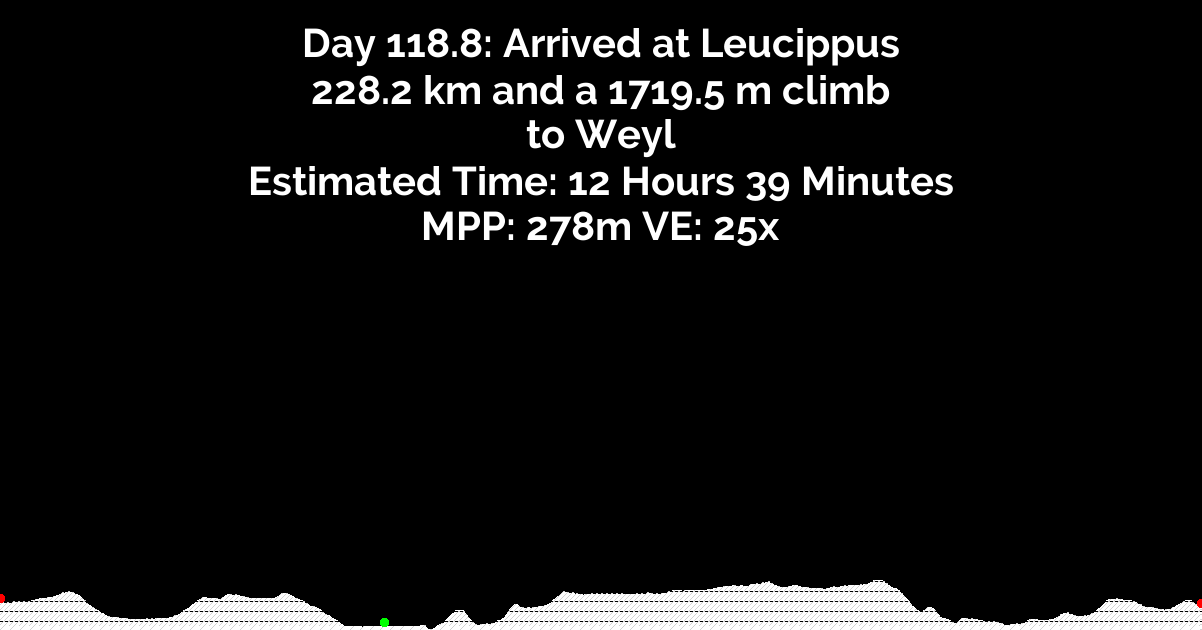 Day 118.8: Arrived at Leucippus
228.2 km and a 1719.5 m climb
to Weyl
Estimated Time: 12 Hours 39 Minutes
MPP: 278m VE: 25x